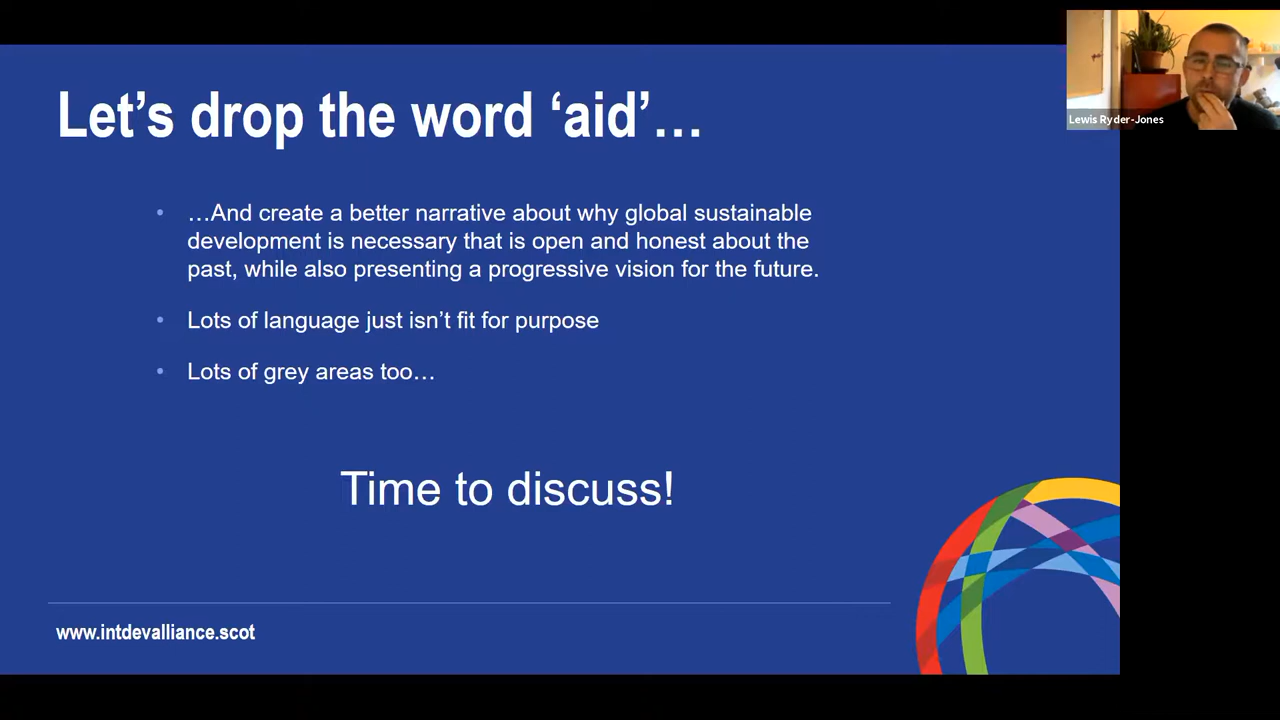 Let's drop the word ‘aid’…
• …And create a better narrative about why global sustainable
development is necessary that is open and honest about the
past, while also presenting a progressive vision for the future.
• Lots of language just isn’t fit for purpose
• Lots of grey areas too…
Time to discuss!
www.intdevalliance.scot
Lewis Ryder-Jones